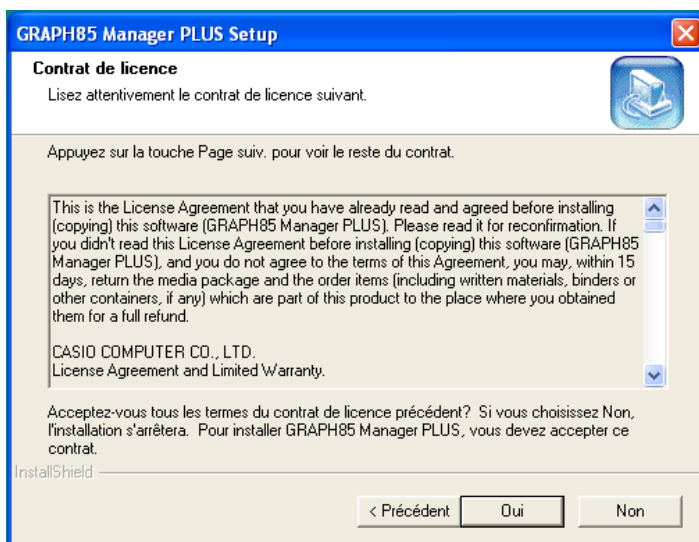 GRAPH85 Manager PLUS Setup
Contrat de licence
Lisez attentivement le contrat de licence suivant.
Appuyez sur la touche Page suiv. pour voir le reste du contrat.
This is the License Agreement that you have already read and agreed before installing
(copying) this software (GRAPH85 Manager PLUS). Please read it for reconfirmation. If
you didn't read this License Agreement before installing (copying) this software (GRAPH85
Manager PLUS), and you do not agree to the terms of this Agreement, you may, within 15
days, return the media package and the order items (including written materials, binders or
other containers, if any) which are part of this product to the place where you obtained
them for a full refund.
CASIO COMPUTER CO., LTD.
License Agreement and Limited Warranty.
Acceptez-vous tous les termes du contrat de licence précédent? Si vous choisissez Non,
l'installation s'arrêtera. Pour installer GRAPH85 Manager PLUS, vous devez accepter ce
contrat.
InstallShield
< Précédent
Oui
Non